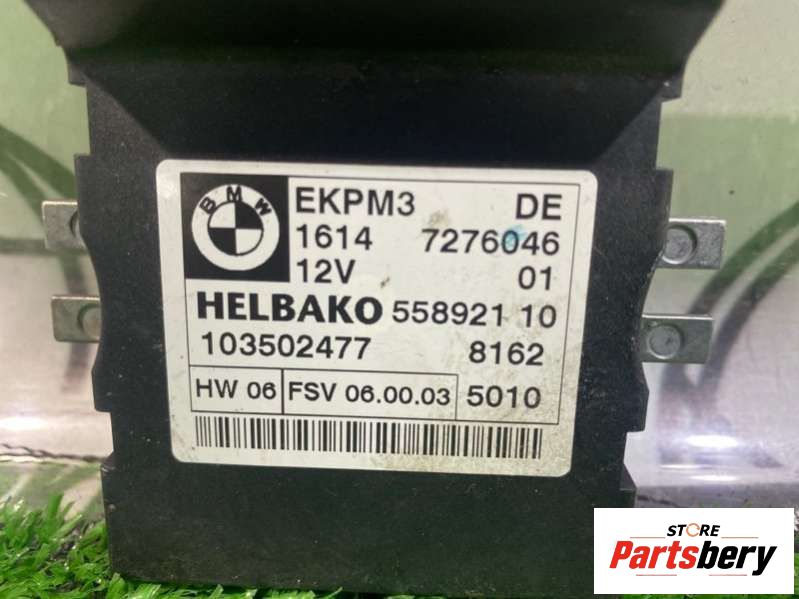 BMW
EKPM3 DE
1614 7276046
12V 01
HELBAKO 558921 10
103502477 8162
HW 06 FSV 06.00.03 5010
STORE
Partsbery